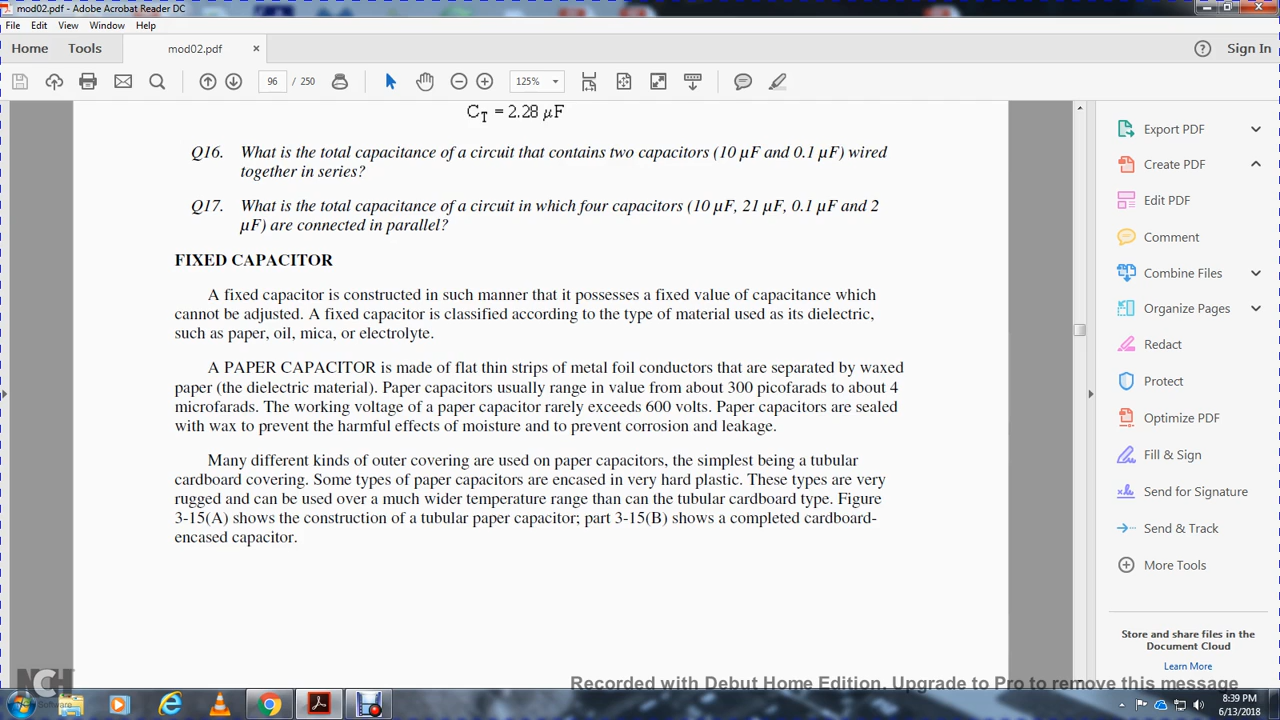 mod02.pdf - Adobe Acrobat Reader DC
File Edit View Window Help
Home Tools mod02.pdf × Sign In
96 / 250 125%
C_T = 2.28 μF
Q16. What is the total capacitance of a circuit that contains two capacitors (10 μF and 0.1 μF) wired
together in series?
Q17. What is the total capacitance of a circuit in which four capacitors (10 μF, 21 μF, 0.1 μF and 2
μF) are connected in parallel?
FIXED CAPACITOR
A fixed capacitor is constructed in such manner that it possesses a fixed value of capacitance which
cannot be adjusted. A fixed capacitor is classified according to the type of material used as its dielectric,
such as paper, oil, mica, or electrolyte.
A PAPER CAPACITOR is made of flat thin strips of metal foil conductors that are separated by waxed
paper (the dielectric material). Paper capacitors usually range in value from about 300 picofarads to about 4
microfarads. The working voltage of a paper capacitor rarely exceeds 600 volts. Paper capacitors are sealed
with wax to prevent the harmful effects of moisture and to prevent corrosion and leakage.
Many different kinds of outer covering are used on paper capacitors, the simplest being a tubular
cardboard covering. Some types of paper capacitors are encased in very hard plastic. These types are very
rugged and can be used over a much wider temperature range than can the tubular cardboard type. Figure
3-15(A) shows the construction of a tubular paper capacitor; part 3-15(B) shows a completed cardboard-
encased capacitor.
Export PDF
Create PDF
Edit PDF
Comment
Combine Files
Organize Pages
Redact
Protect
Optimize PDF
Fill & Sign
Send for Signature
Send & Track
More Tools
Store and share files in the
Document Cloud
Learn More
NCH
Software
Recorded with Debut Home Edition. Upgrade to Pro to remove this message
8:39 PM
6/13/2018